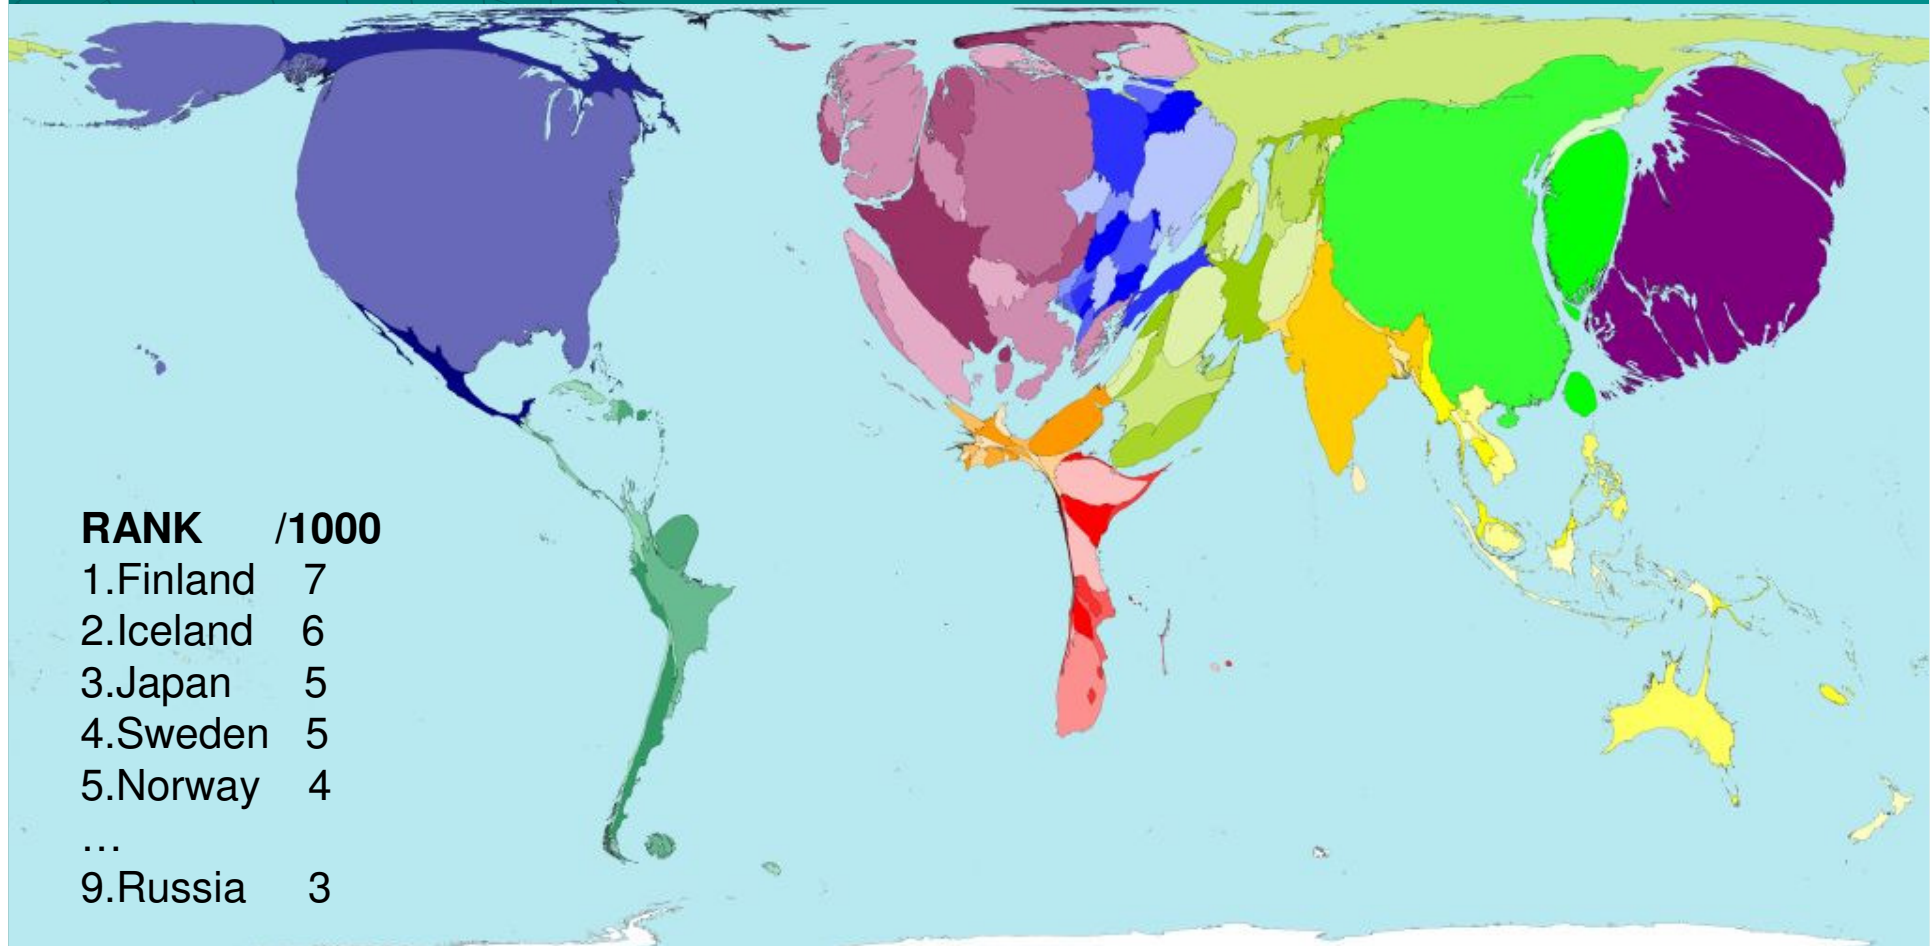 RANK /1000
1.Finland 7
2.Iceland 6
3.Japan 5
4.Sweden 5
5.Norway 4
…
9.Russia 3